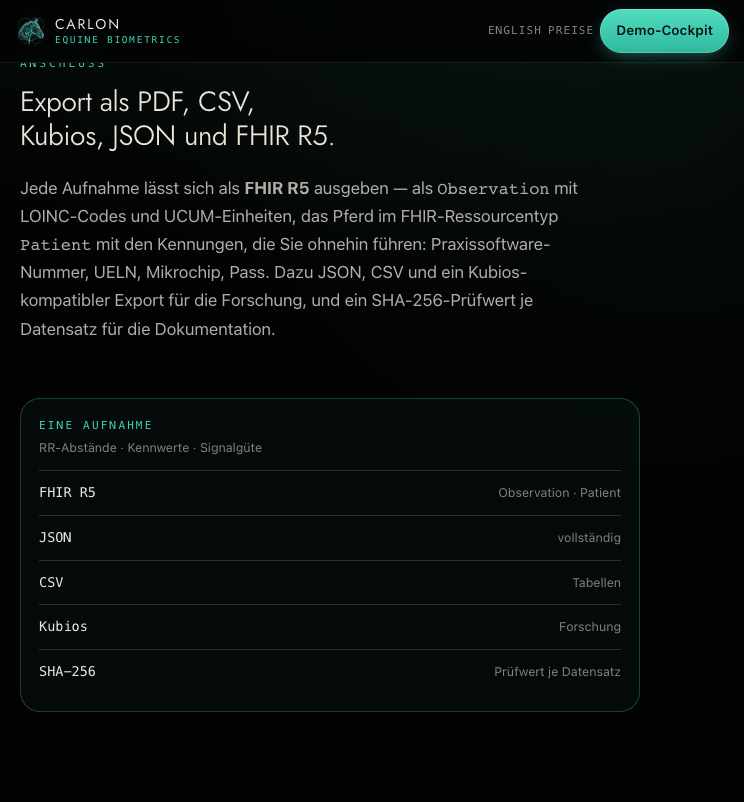 CARLON
EQUINE BIOMETRICS
ENGLISH PREISE Demo-Cockpit
ANSCHLUSS
Export als PDF, CSV,
Kubios, JSON und FHIR R5.
Jede Aufnahme lässt sich als FHIR R5 ausgeben — als Observation mit
LOINC-Codes und UCUM-Einheiten, das Pferd im FHIR-Ressourcentyp
Patient mit den Kennungen, die Sie ohnehin führen: Praxissoftware-
Nummer, UELN, Mikrochip, Pass. Dazu JSON, CSV und ein Kubios-
kompatibler Export für die Forschung, und ein SHA-256-Prüfwert je
Datensatz für die Dokumentation.
EINE AUFNAHME
RR-Abstände · Kennwerte · Signalgüte
FHIR R5 Observation · Patient
JSON vollständig
CSV Tabellen
Kubios Forschung
SHA-256 Prüfwert je Datensatz